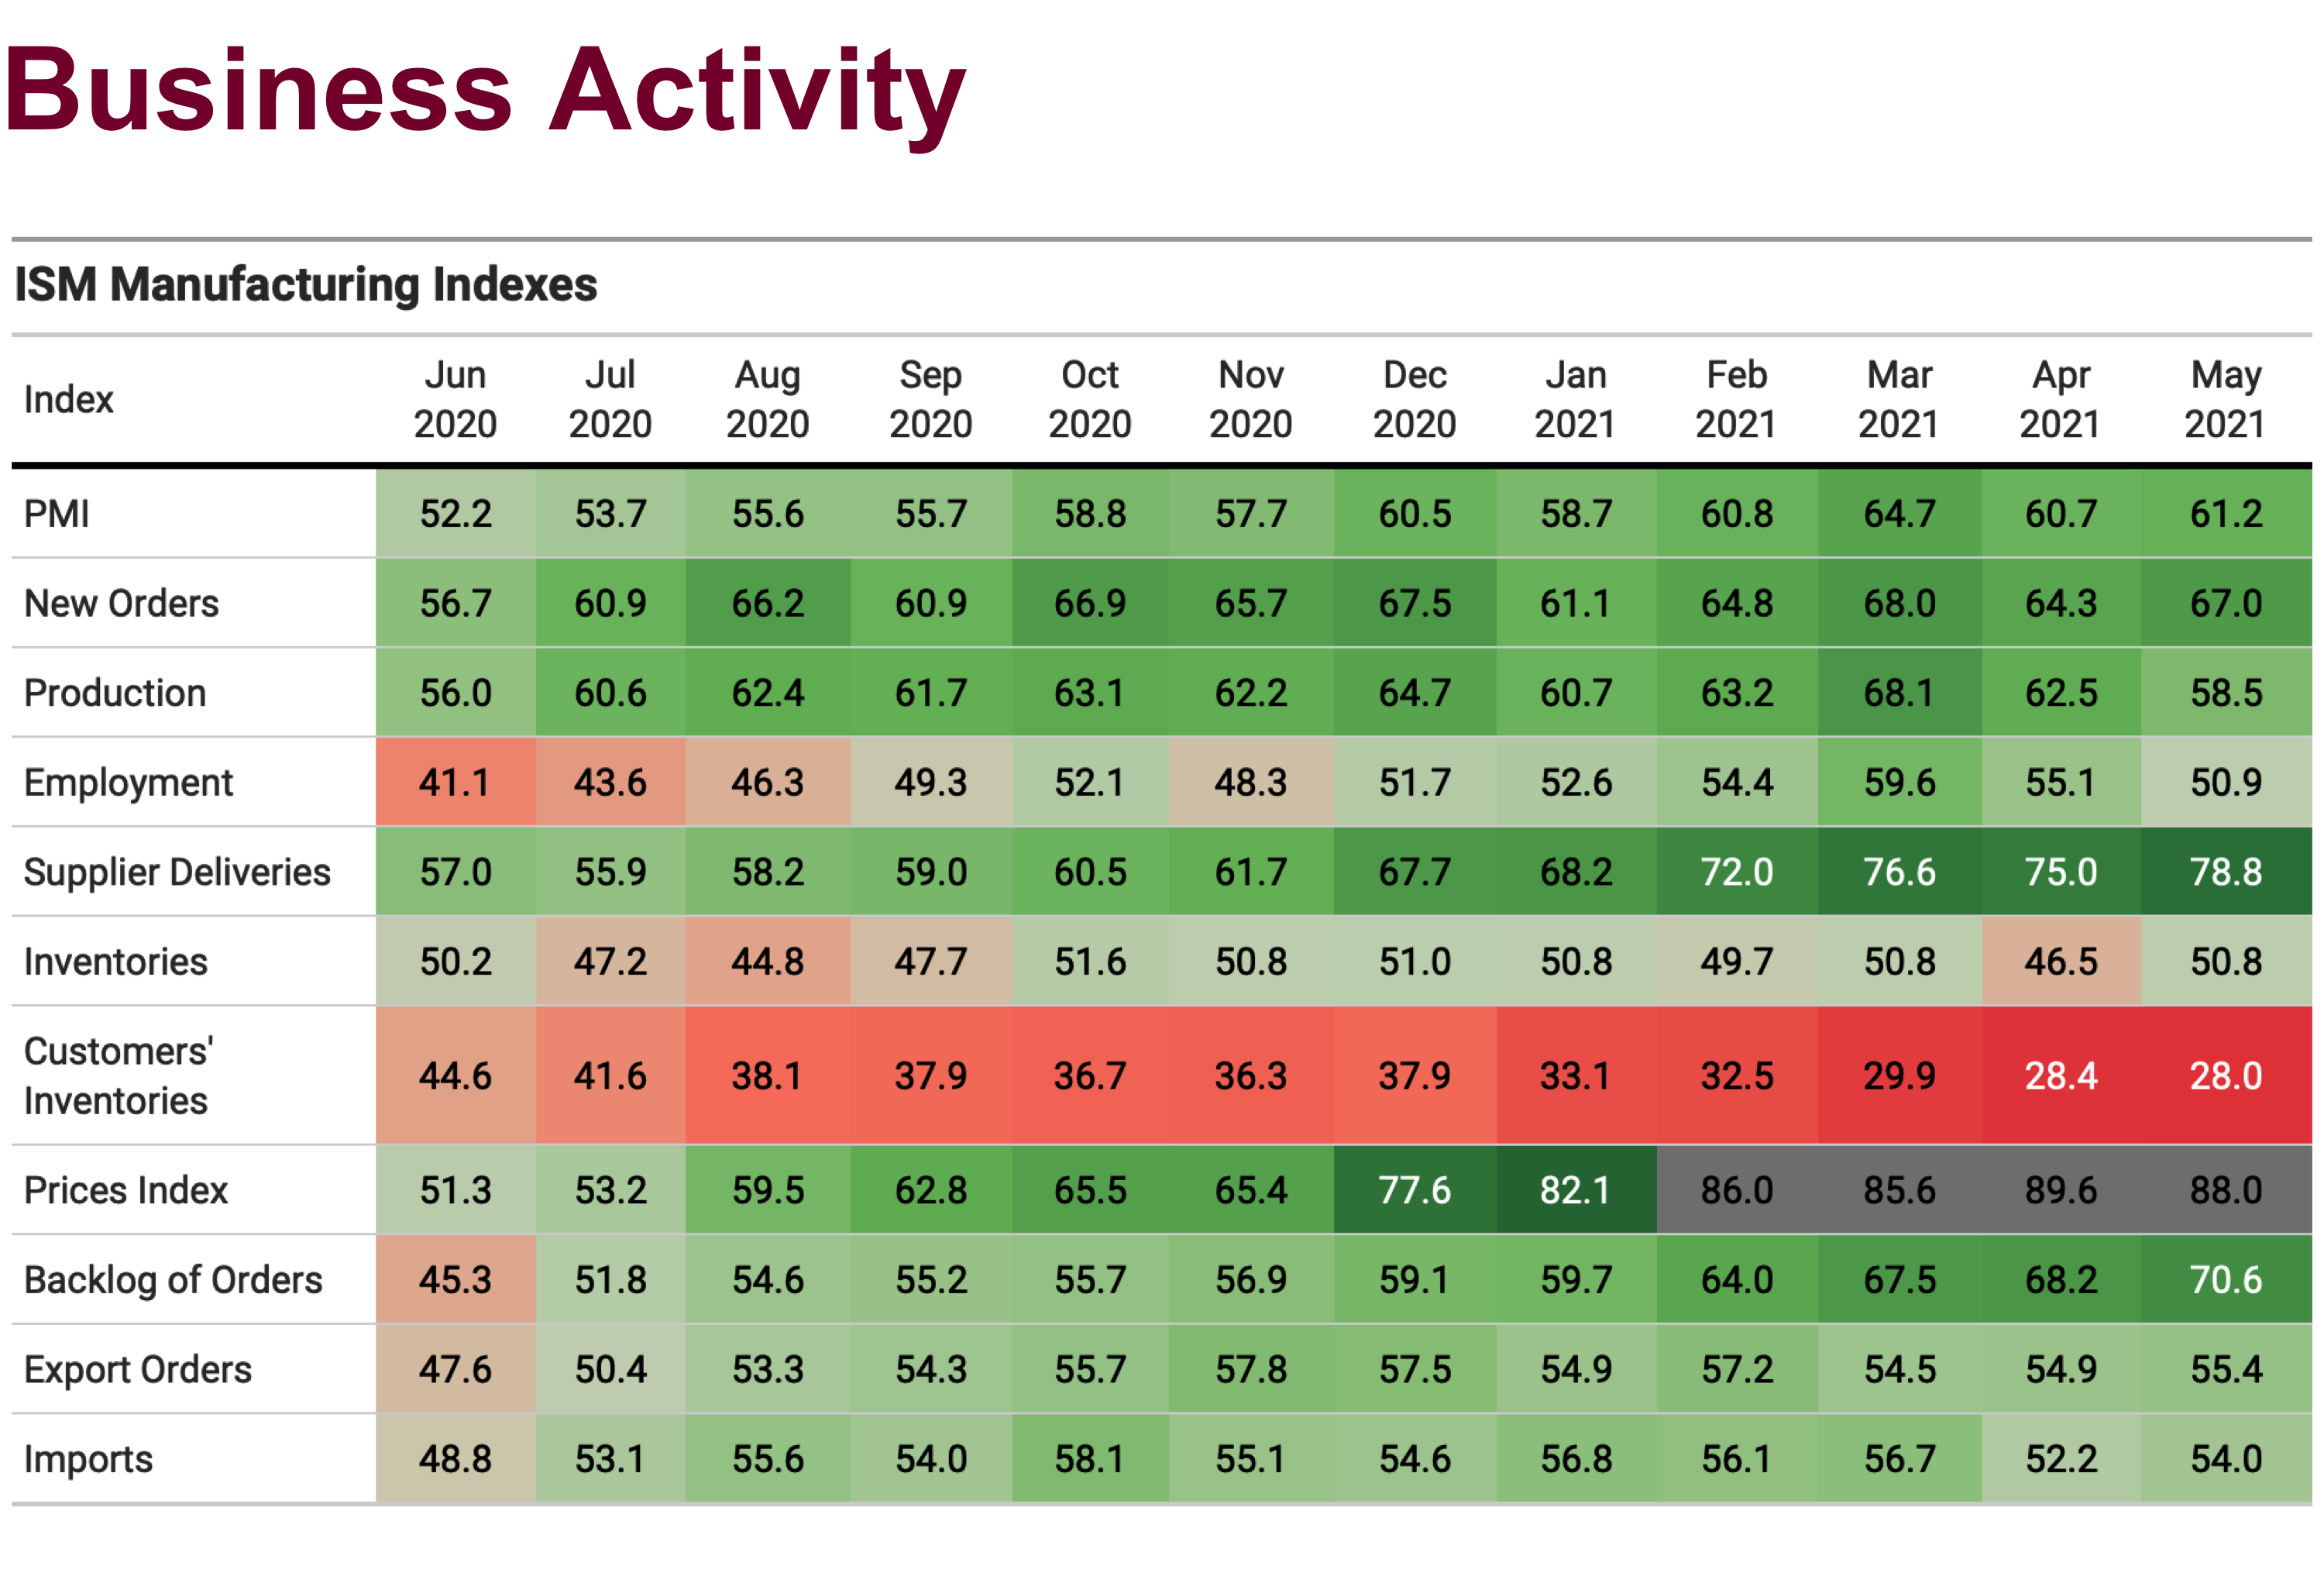 Business Activity
ISM Manufacturing Indexes
Index Jun 2020 Jul 2020 Aug 2020 Sep 2020 Oct 2020 Nov 2020 Dec 2020 Jan 2021 Feb 2021 Mar 2021 Apr 2021 May 2021
PMI 52.2 53.7 55.6 55.7 58.8 57.7 60.5 58.7 60.8 64.7 60.7 61.2
New Orders 56.7 60.9 66.2 60.9 66.9 65.7 67.5 61.1 64.8 68.0 64.3 67.0
Production 56.0 60.6 62.4 61.7 63.1 62.2 64.7 60.7 63.2 68.1 62.5 58.5
Employment 41.1 43.6 46.3 49.3 52.1 48.3 51.7 52.6 54.4 59.6 55.1 50.9
Supplier Deliveries 57.0 55.9 58.2 59.0 60.5 61.7 67.7 68.2 72.0 76.6 75.0 78.8
Inventories 50.2 47.2 44.8 47.7 51.6 50.8 51.0 50.8 49.7 50.8 46.5 50.8
Customers' Inventories 44.6 41.6 38.1 37.9 36.7 36.3 37.9 33.1 32.5 29.9 28.4 28.0
Prices Index 51.3 53.2 59.5 62.8 65.5 65.4 77.6 82.1 86.0 85.6 89.6 88.0
Backlog of Orders 45.3 51.8 54.6 55.2 55.7 56.9 59.1 59.7 64.0 67.5 68.2 70.6
Export Orders 47.6 50.4 53.3 54.3 55.7 57.8 57.5 54.9 57.2 54.5 54.9 55.4
Imports 48.8 53.1 55.6 54.0 58.1 55.1 54.6 56.8 56.1 56.7 52.2 54.0